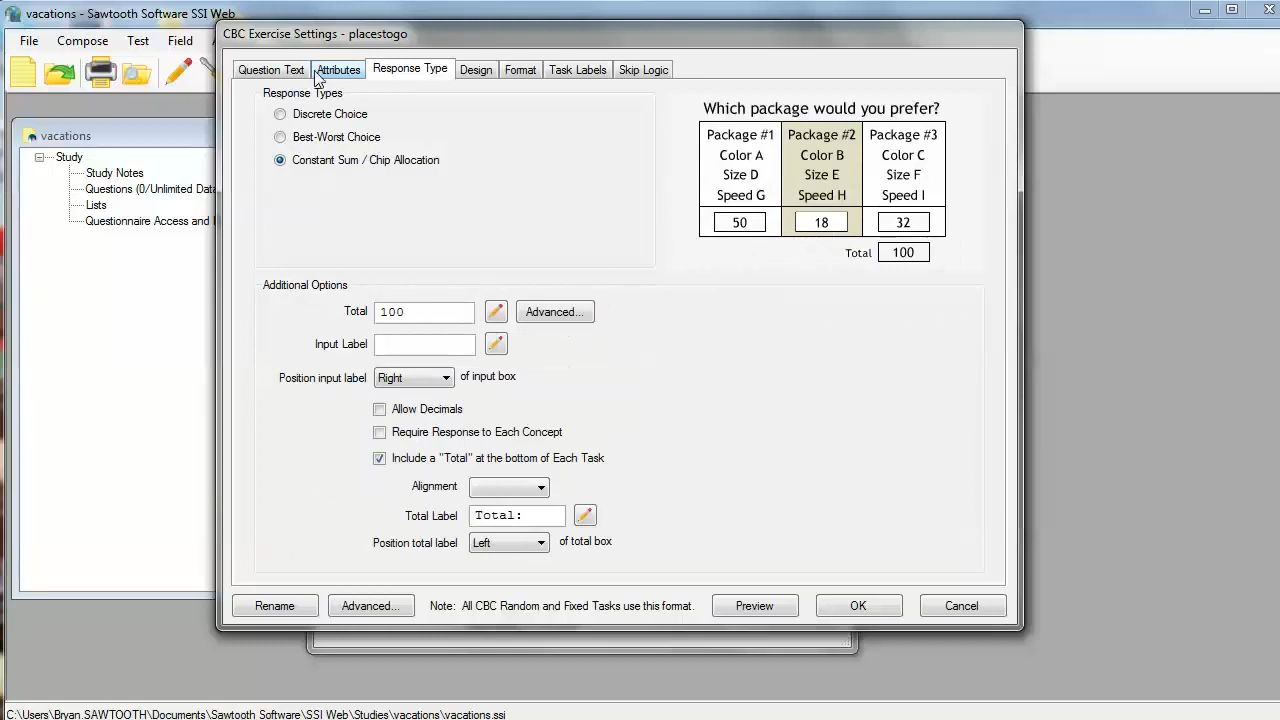 vacations - Sawtooth Software SSI Web
File Compose Test Field
CBC Exercise Settings - placestogo
Question Text Attributes Response Type Design Format Task Labels Skip Logic
vacations
Study
Study Notes
Questions (0/Unlimited Data
Lists
Questionnaire Access and
Response Types
Discrete Choice
Best-Worst Choice
Constant Sum / Chip Allocation
Which package would you prefer?
Package #1 Package #2 Package #3
Color A Color B Color C
Size D Size E Size F
Speed G Speed H Speed I
50 18 32
Total 100
Additional Options
Total 100 Advanced...
Input Label
Position input label Right of input box
Allow Decimals
Require Response to Each Concept
Include a "Total" at the bottom of Each Task
Alignment
Total Label Total:
Position total label Left of total box
Rename Advanced... Note: All CBC Random and Fixed Tasks use this format. Preview OK Cancel
C:\Users\Bryan.SAWTOOTH\Documents\Sawtooth Software\SSI Web\Studies\vacations\vacations.ssi